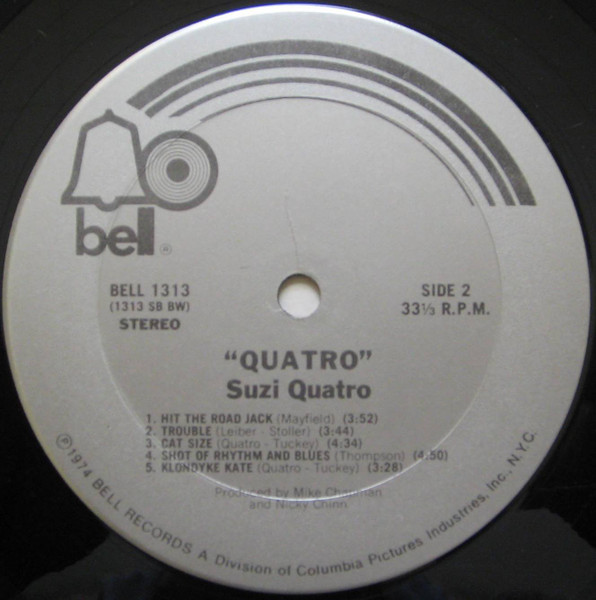 bell®
BELL 1313
(1313 SB BW)
STEREO
SIDE 2
33⅓ R.P.M.
"QUATRO"
Suzi Quatro
1. HIT THE ROAD JACK (Mayfield) (3:52)
2. TROUBLE (Leiber - Stoller) (3:44)
3. CAT SIZE (Quatro - Tuckey) (4:34)
4. SHOT OF RHYTHM AND BLUES (Thompson) (4:50)
5. KLONDYKE KATE (Quatro - Tuckey) (3:28)
Produced by Mike Chapman
and Nicky Chinn
℗1974 BELL RECORDS A Division of Columbia Pictures Industries, Inc., N.Y.C.